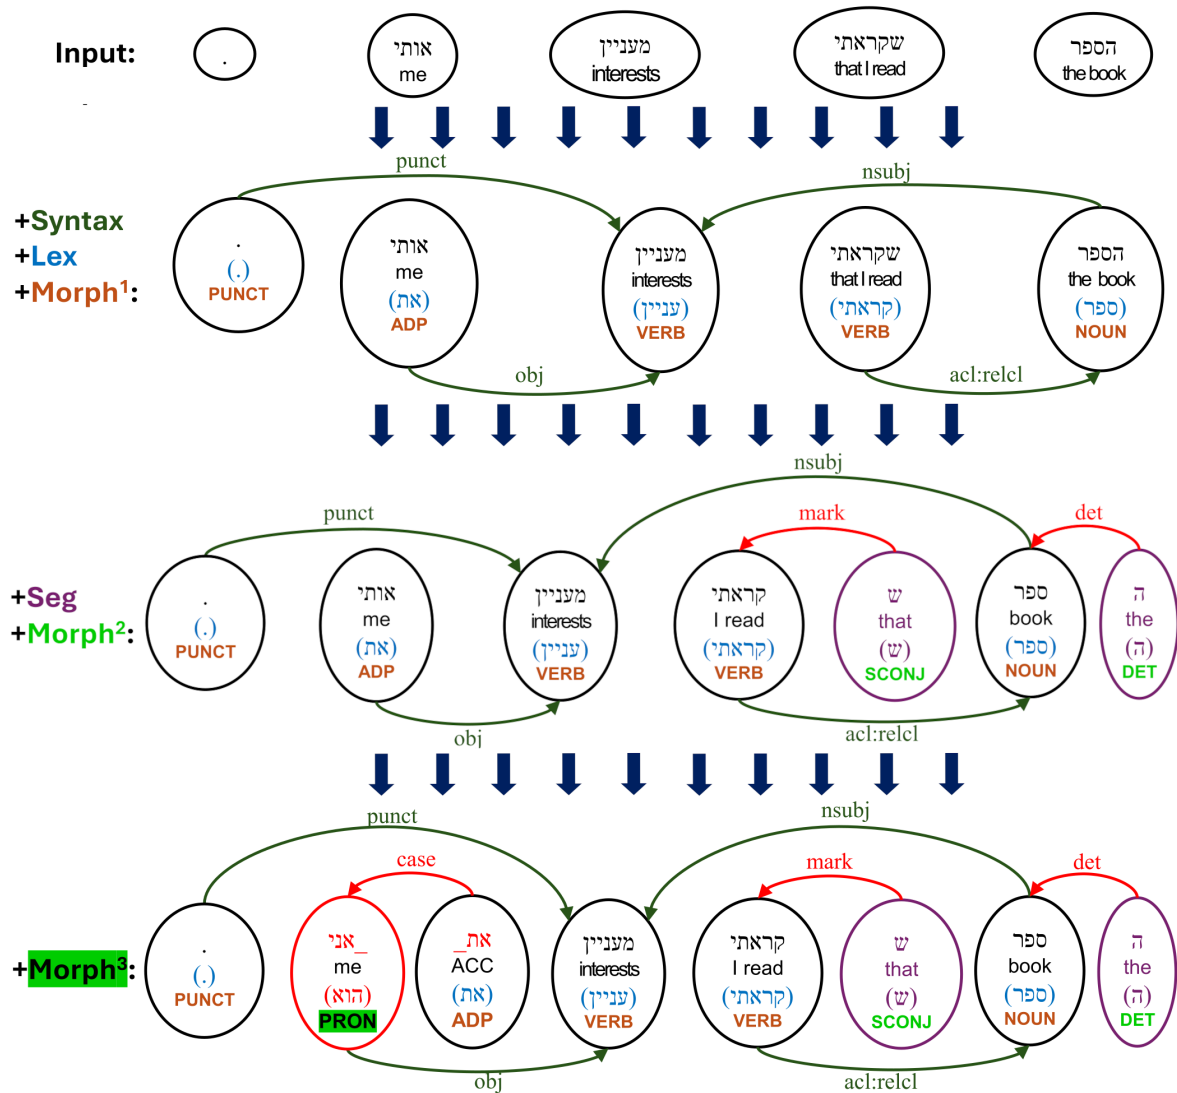 Input:
.
אותי
me
מעניין
interests
שקראתי
that I read
הספר
the book
punct
nsubj
+Syntax
+Lex
+Morph¹:
.
(.)
PUNCT
אותי
me
(את)
ADP
מעניין
interests
(עניין)
VERB
שקראתי
that I read
(קראתי)
VERB
הספר
the book
(ספר)
NOUN
obj
acl:relcl
nsubj
punct
mark
det
+Seg
+Morph²:
.
(.)
PUNCT
אותי
me
(את)
ADP
מעניין
interests
(עניין)
VERB
קראתי
I read
(קראתי)
VERB
ש
that
(ש)
SCONJ
ספר
book
(ספר)
NOUN
ה
the
(ה)
DET
obj
acl:relcl
punct
nsubj
case
mark
det
+Morph³:
.
(.)
PUNCT
_אני
me
(הוא)
PRON
את_
ACC
(את)
ADP
מעניין
interests
(עניין)
VERB
קראתי
I read
(קראתי)
VERB
ש
that
(ש)
SCONJ
ספר
book
(ספר)
NOUN
ה
the
(ה)
DET
obj
acl:relcl